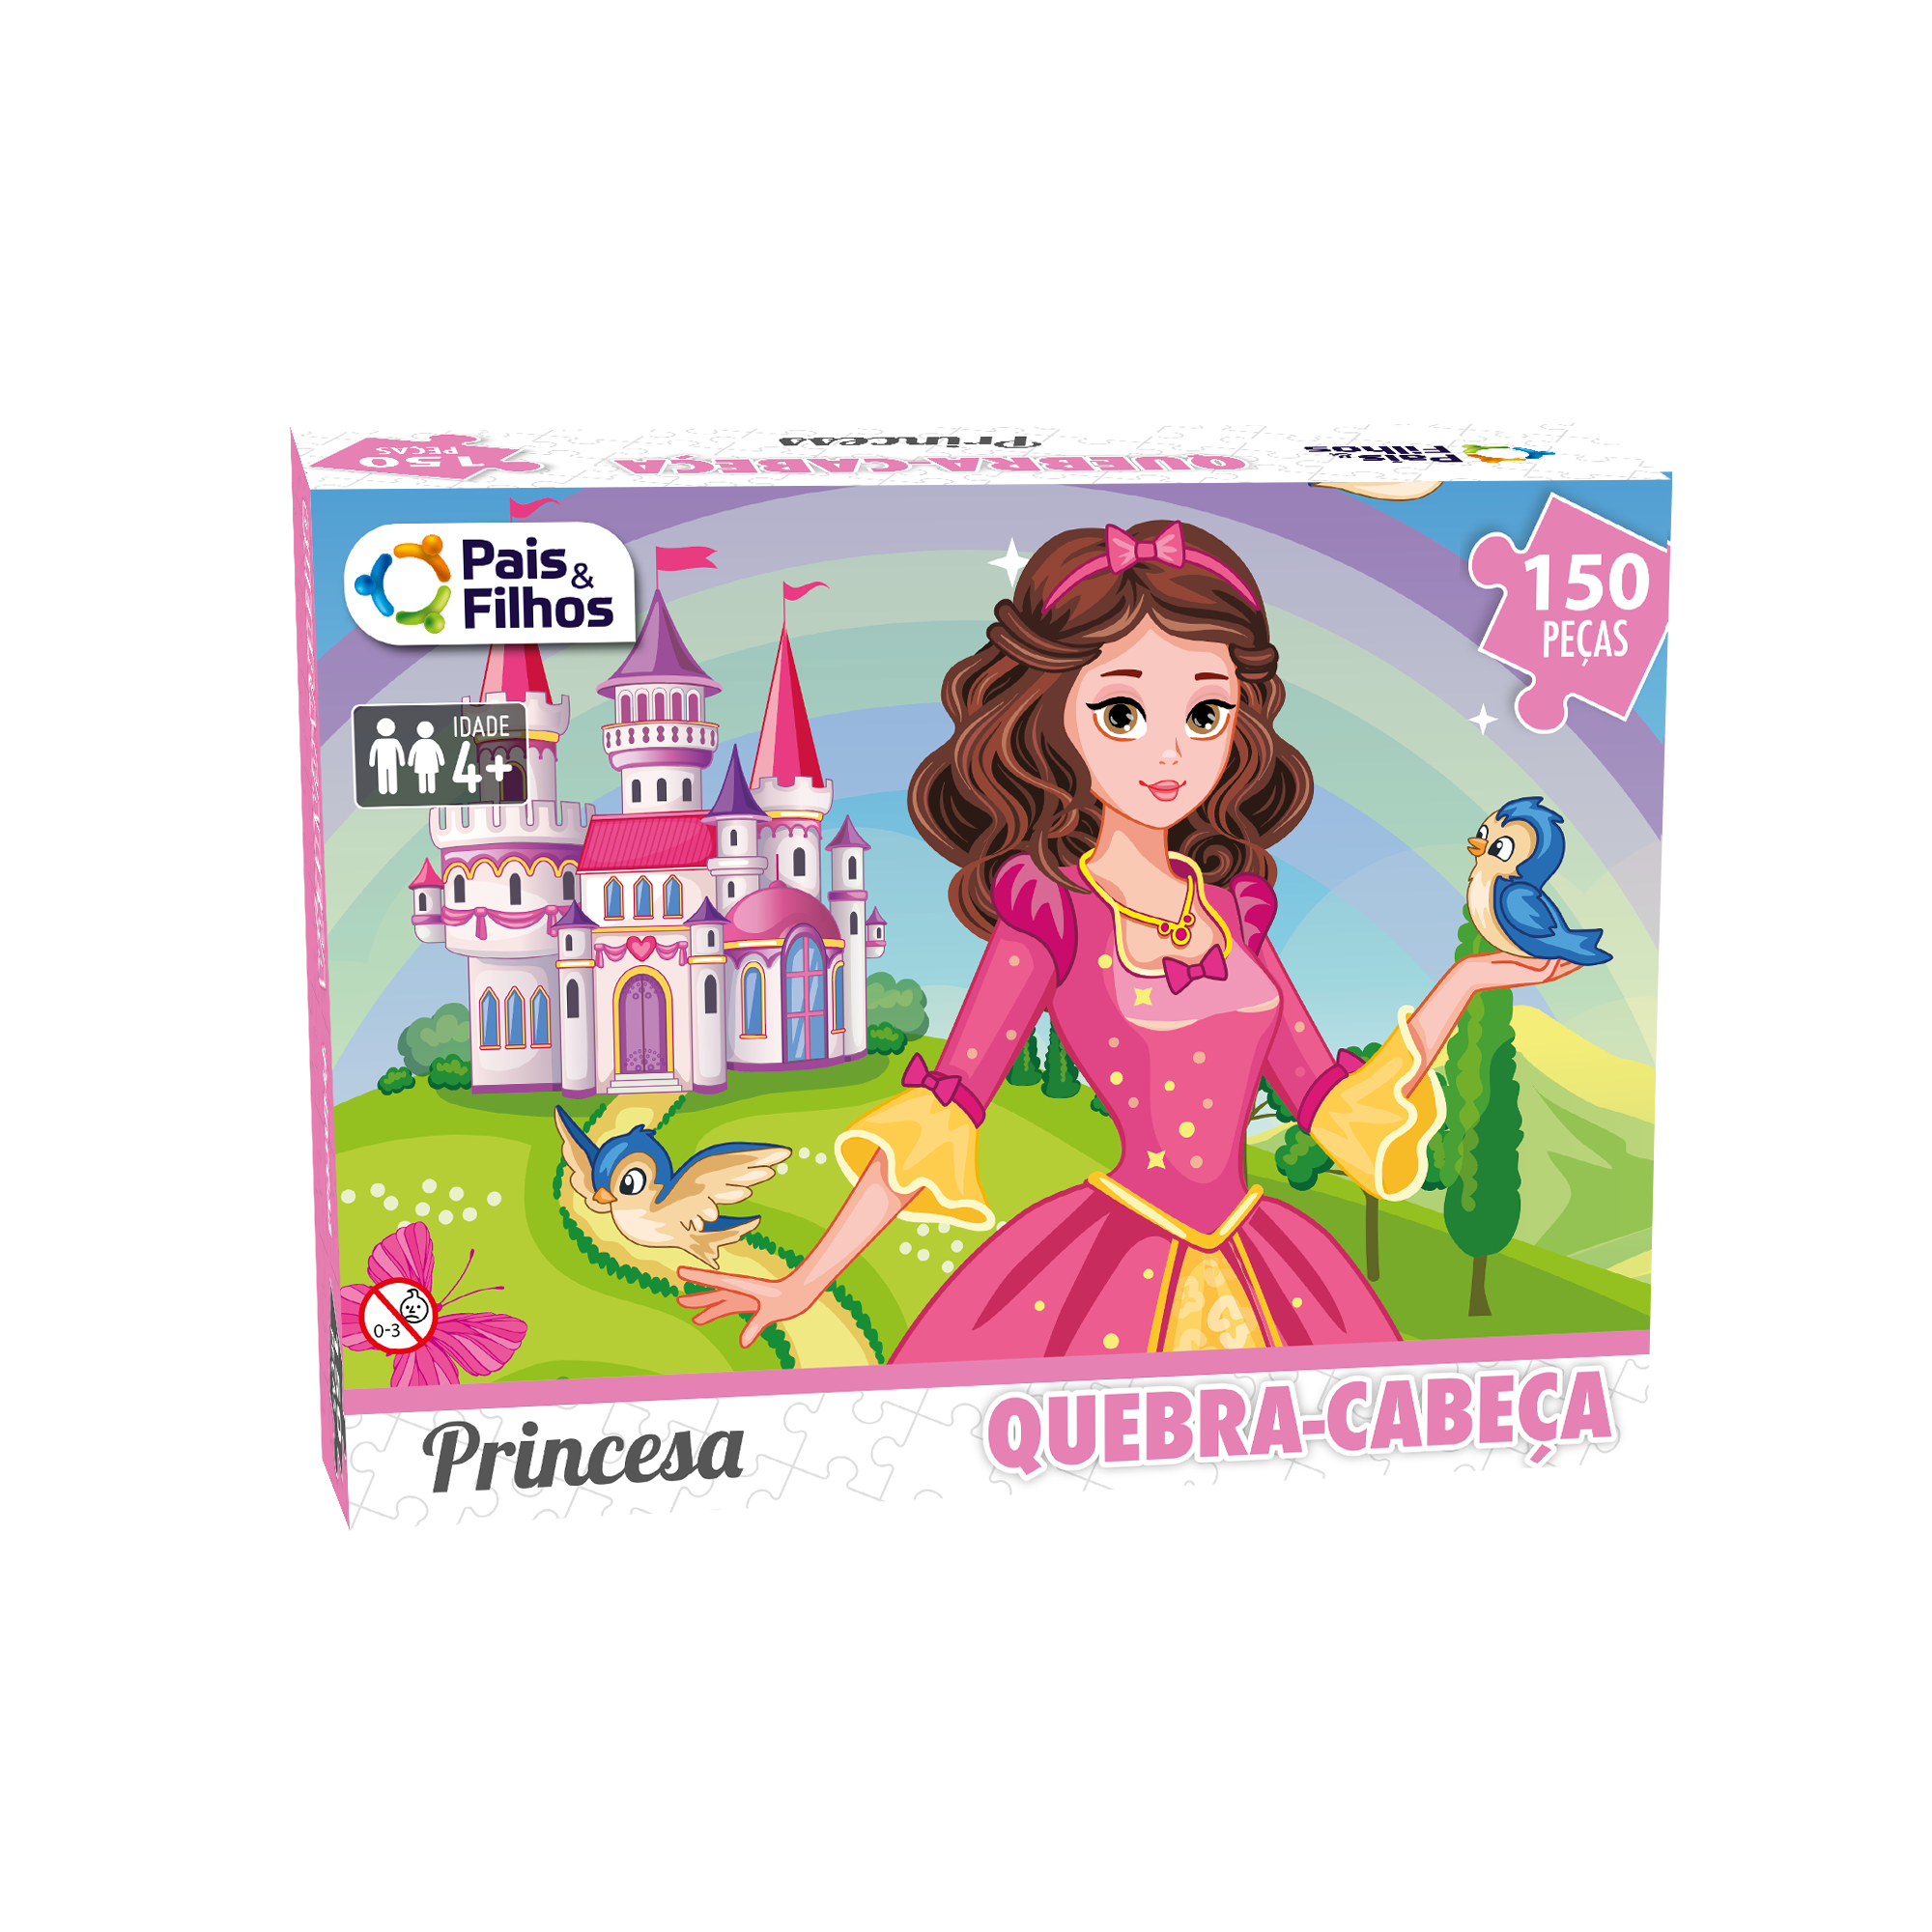 Princesa
QUEBRA-CABEÇA
150
PEÇAS
Pais &
Filhos
Pais &
Filhos
150
PEÇAS
IDADE
4+
0-3
Princesa
QUEBRA-CABEÇA